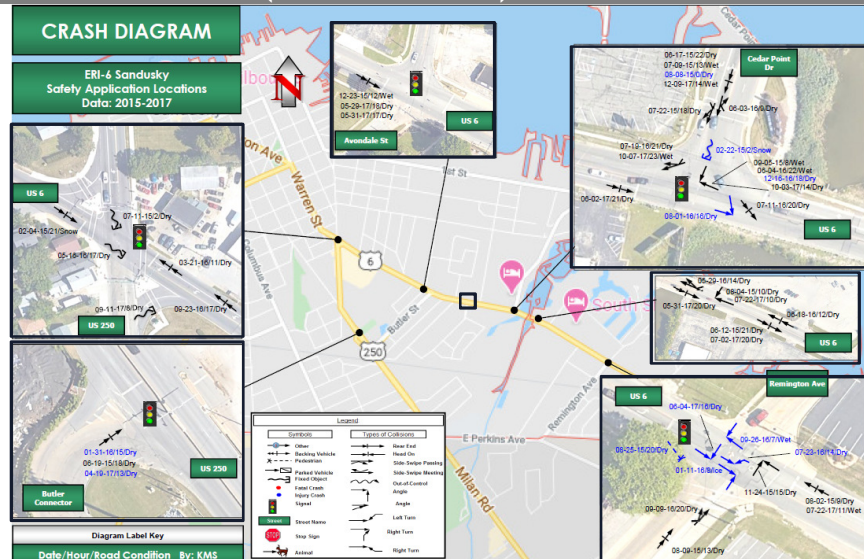 CRASH DIAGRAM
ERI-6 Sandusky
Safety Application Locations
Data: 2015-2017
N
12-23-15/12/Wet
05-29-17/18/Dry
05-31-17/17/Dry
Avondale St
US 6
06-17-15/22/Dry
07-09-15/13/Wet
08-08-15/0/Dry
12-09-17/14/Wet
Cedar Point
Dr
07-22-15/18/Dry
06-03-16/9/Dry
07-19-16/21/Dry
10-07-17/23/Wet
02-22-15/2/Snow
09-05-15/8/Wet
06-04-16/22/Wet
12-16-16/18/Dry
10-03-17/14/Dry
06-02-17/21/Dry
08-01-16/16/Dry
07-11-16/20/Dry
US 6
US 6
07-11-15/2/Dry
02-04-15/21/Snow
05-16-16/17/Dry
03-21-16/11/Dry
09-11-17/8/Dry
09-23-16/17/Dry
US 250
Warren St
1st St
6
Columbus Ave
Butler St
250
South
Remington Ave
E Perkins Ave
Milan Rd
05-29-16/14/Dry
05-31-17/20/Dry
08-04-15/10/Dry
07-22-17/10/Dry
06-18-16/12/Dry
06-12-15/21/Dry
07-02-17/20/Dry
US 6
01-31-16/15/Dry
06-19-15/18/Dry
04-19-17/13/Dry
US 250
Butler
Connector
US 6
Remington Ave
06-04-17/16/Dry
09-26-16/7/Wet
08-25-15/20/Dry
07-23-16/14/Dry
01-11-16/8/Ice
11-24-15/15/Dry
08-02-15/9/Dry
07-22-17/11/Wet
09-09-16/20/Dry
08-09-15/13/Dry
Legend
Symbols
Types of Collisions
Other
Backing Vehicle
Pedestrian
Parked Vehicle
Fixed Object
Fatal Crash
Injury Crash
Signal
Street
Street Name
STOP
Stop Sign
Animal
Rear End
Head On
Side-Swipe Passing
Side-Swipe Meeting
Out-of-Control
Angle
Angle
Left Turn
Right Turn
Right Turn
Diagram Label Key
Date/Hour/Road Condition By: KMS